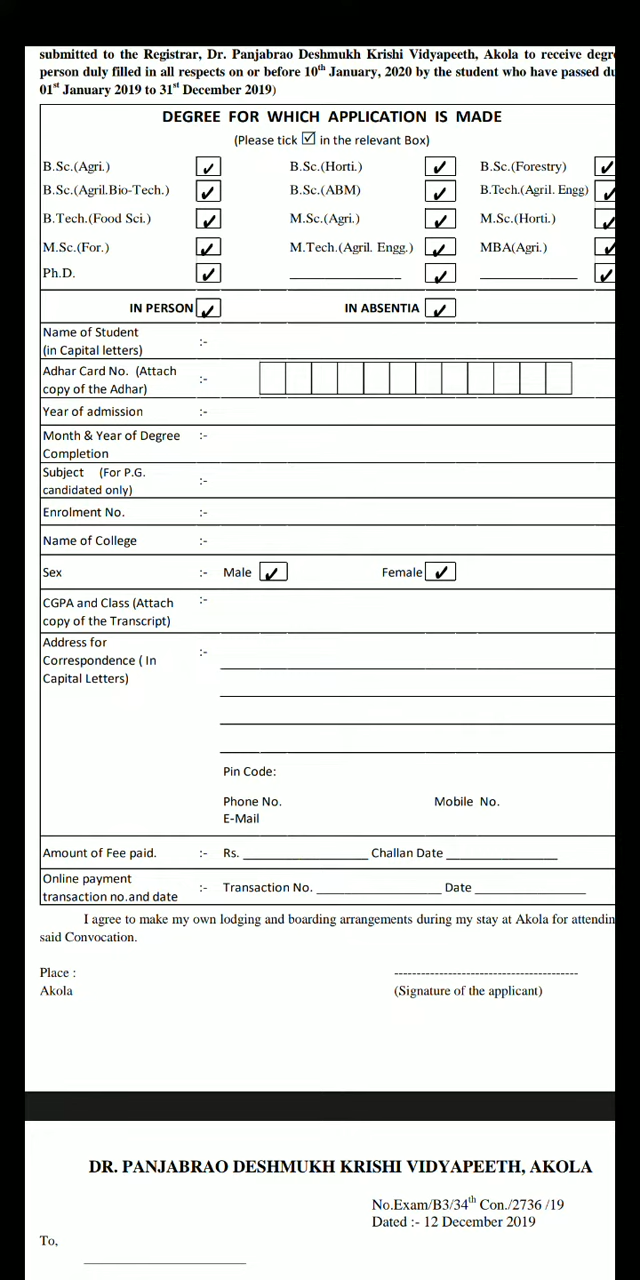 submitted to the Registrar, Dr. Panjabrao Deshmukh Krishi Vidyapeeth, Akola to receive degr
person duly filled in all respects on or before 10th January, 2020 by the student who have passed du
01st January 2019 to 31st December 2019)
DEGREE FOR WHICH APPLICATION IS MADE
(Please tick ☑ in the relevant Box)
B.Sc.(Agri.) ✓ B.Sc.(Horti.) ✓ B.Sc.(Forestry) ✓
B.Sc.(Agril.Bio-Tech.) ✓ B.Sc.(ABM) ✓ B.Tech.(Agril. Engg) ✓
B.Tech.(Food Sci.) ✓ M.Sc.(Agri.) ✓ M.Sc.(Horti.) ✓
M.Sc.(For.) ✓ M.Tech.(Agril. Engg.) ✓ MBA(Agri.) ✓
Ph.D. ✓ ________________ ✓ ______________ ✓
IN PERSON ✓ IN ABSENTIA ✓
Name of Student
(in Capital letters) :-
Adhar Card No. (Attach
copy of the Adhar) :-
Year of admission :-
Month & Year of Degree :-
Completion
Subject (For P.G.
candidated only) :-
Enrolment No. :-
Name of College :-
Sex :- Male ✓ Female ✓
CGPA and Class (Attach :-
copy of the Transcript)
Address for
Correspondence ( In :-
Capital Letters)
Pin Code:
Phone No. Mobile No.
E-Mail
Amount of Fee paid. :- Rs. __________________ Challan Date ________________
Online payment
transaction no.and date :- Transaction No. __________________ Date ________________
I agree to make my own lodging and boarding arrangements during my stay at Akola for attendin
said Convocation.
Place :
Akola
----------------------------------------
(Signature of the applicant)
DR. PANJABRAO DESHMUKH KRISHI VIDYAPEETH, AKOLA
No.Exam/B3/34th Con./2736 /19
Dated :- 12 December 2019
To,